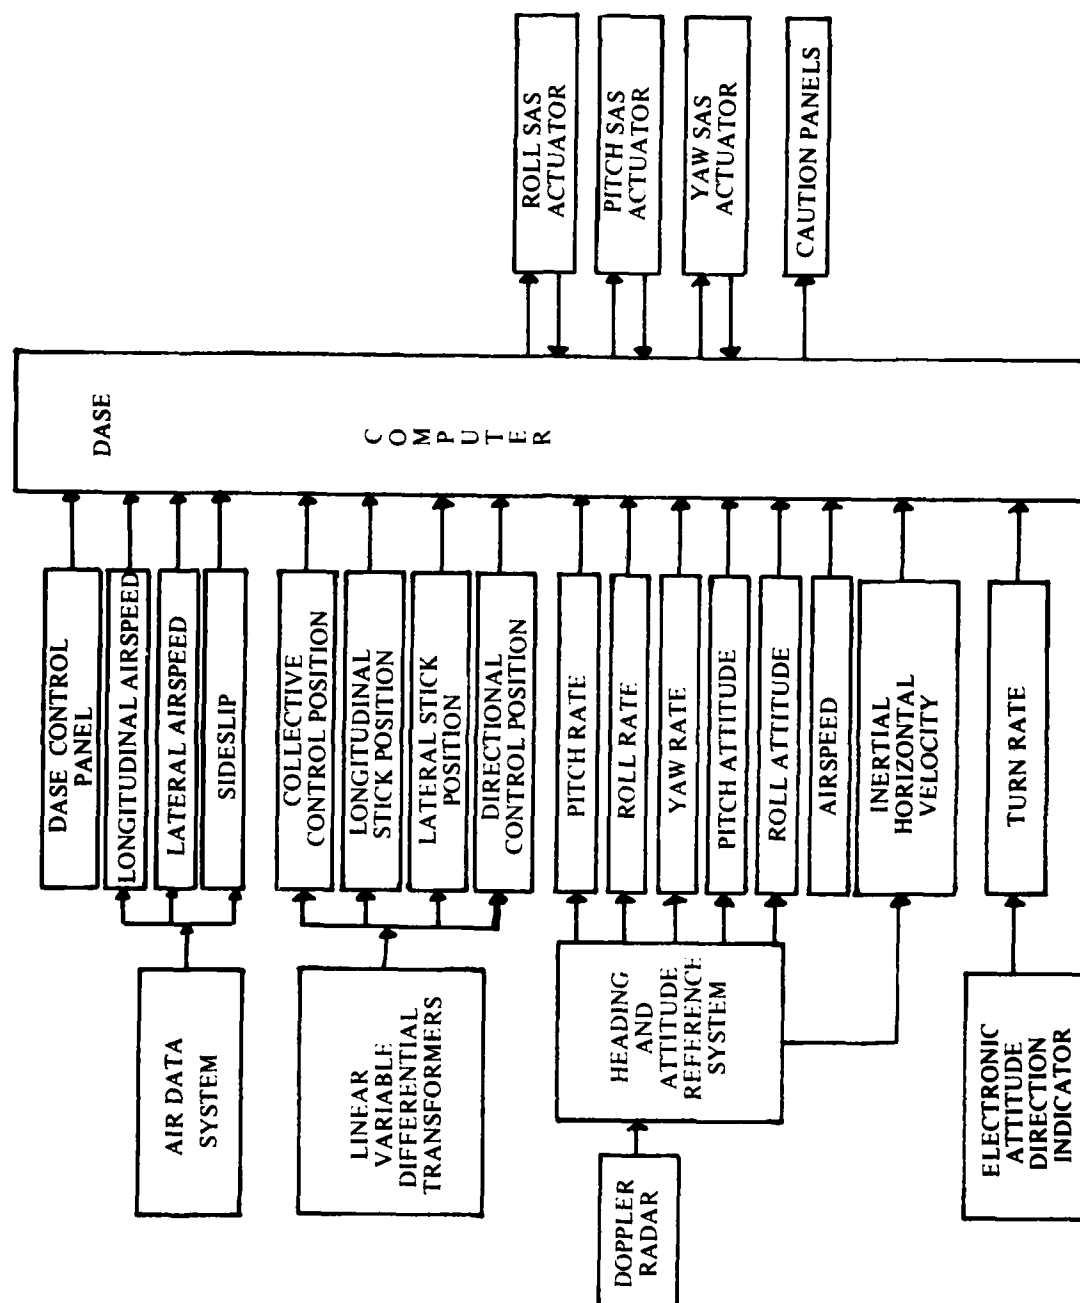 ROLL SAS
ACTUATOR
PITCH SAS
ACTUATOR
YAW SAS
ACTUATOR
CAUTION PANELS
DASE
C
O
M
P
U
T
E
R
DASE CONTROL
PANEL
LONGITUDINAL AIRSPEED
LATERAL AIRSPEED
SIDESLIP
COLLECTIVE
CONTROL POSITION
LONGITUDINAL
STICK POSITION
LATERAL STICK
POSITION
DIRECTIONAL
CONTROL POSITION
PITCH RATE
ROLL RATE
YAW RATE
PITCH ATTITUDE
ROLL ATTITUDE
AIRSPEED
INERTIAL
HORIZONTAL
VELOCITY
TURN RATE
AIR DATA
SYSTEM
LINEAR
VARIABLE
DIFFERENTIAL
TRANSFORMERS
HEADING
AND
ATTITUDE
REFERENCE
SYSTEM
ELECTRONIC
ATTITUDE
DIRECTION
INDICATOR
DOPPLER
RADAR